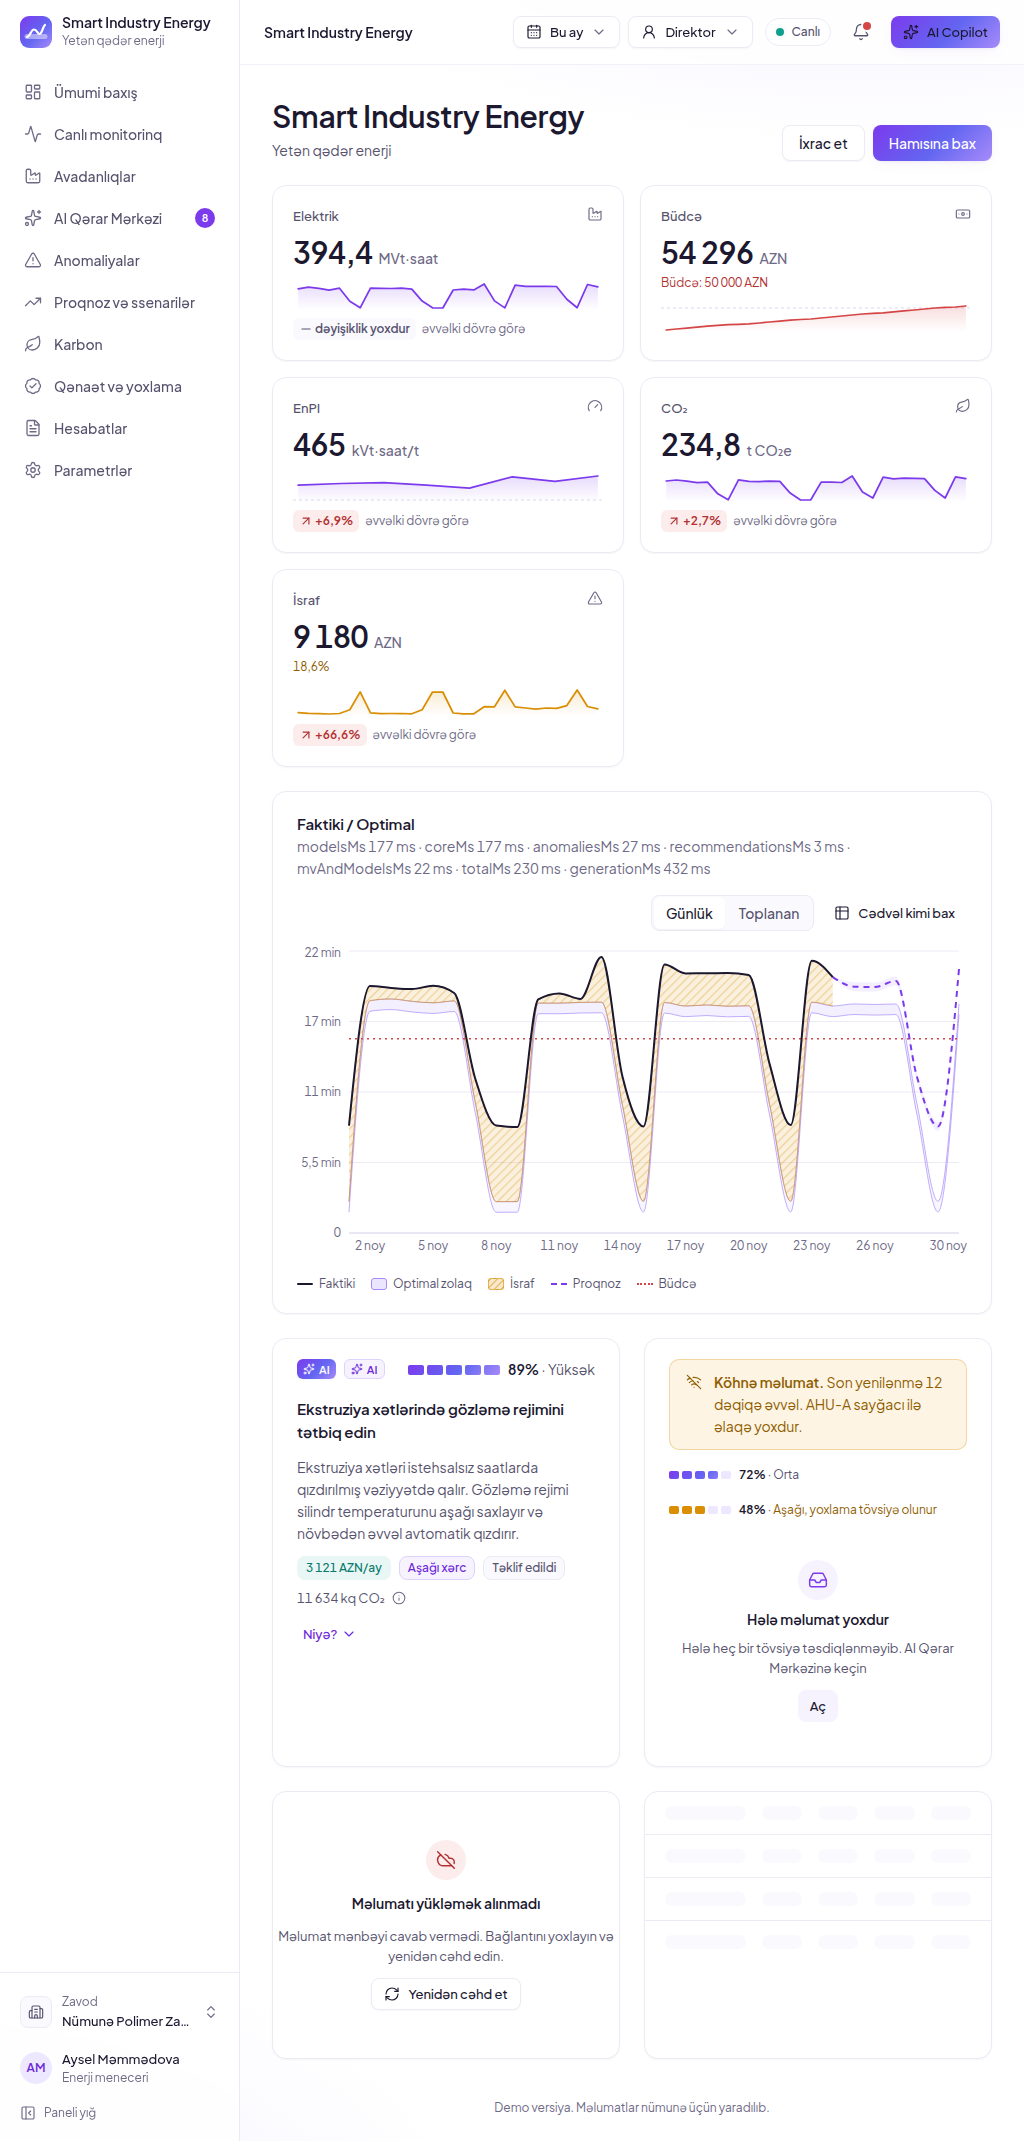 Smart Industry Energy
Yetən qədər enerji
Ümumi baxış
Canlı monitorinq
Avadanlıqlar
AI Qərar Mərkəzi 8
Anomaliyalar
Proqnoz və ssenarilər
Karbon
Qənaət və yoxlama
Hesabatlar
Parametrlər
Zavod
Nümunə Polimer Za...
AM Aysel Məmmədova
Enerji meneceri
Paneli yığ
Smart Industry Energy Bu ay Direktor Canlı AI Copilot
Smart Industry Energy
Yetən qədər enerji
İxrac et Hamısına bax
Elektrik
394,4 MVt·saat
— dəyişiklik yoxdur əvvəlki dövrə görə
Büdcə
54 296 AZN
Büdcə: 50 000 AZN
EnPI
465 kVt·saat/t
+6,9% əvvəlki dövrə görə
CO₂
234,8 t CO₂e
+2,7% əvvəlki dövrə görə
İsraf
9 180 AZN
18,6%
+66,6% əvvəlki dövrə görə
Faktiki / Optimal
modelsMs 177 ms · coreMs 177 ms · anomaliesMs 27 ms · recommendationsMs 3 ms ·
mvAndModelsMs 22 ms · totalMs 230 ms · generationMs 432 ms
Günlük Toplanan Cədvəl kimi bax
22 min
17 min
11 min
5,5 min
0
2 noy 5 noy 8 noy 11 noy 14 noy 17 noy 20 noy 23 noy 26 noy 30 noy
Faktiki Optimal zolaq İsraf Proqnoz Büdcə
AI AI 89% · Yüksək
Ekstruziya xətlərində gözləmə rejimini
tətbiq edin
Ekstruziya xətləri istehsalsız saatlarda
qızdırılmış vəziyyətdə qalır. Gözləmə rejimi
silindr temperaturunu aşağı saxlayır və
növbədən əvvəl avtomatik qızdırır.
3 121 AZN/ay Aşağı xərc Təklif edildi
11 634 kq CO₂
Niyə?
Köhnə məlumat. Son yenilənmə 12
dəqiqə əvvəl. AHU-A sayğacı ilə
əlaqə yoxdur.
72% · Orta
48% · Aşağı, yoxlama tövsiyə olunur
Hələ məlumat yoxdur
Hələ heç bir tövsiyə təsdiqlənməyib. AI Qərar
Mərkəzinə keçin
Aç
Məlumatı yükləmək alınmadı
Məlumat mənbəyi cavab vermədi. Bağlantını yoxlayın və
yenidən cəhd edin.
Yenidən cəhd et
Demo versiya. Məlumatlar nümunə üçün yaradılıb.